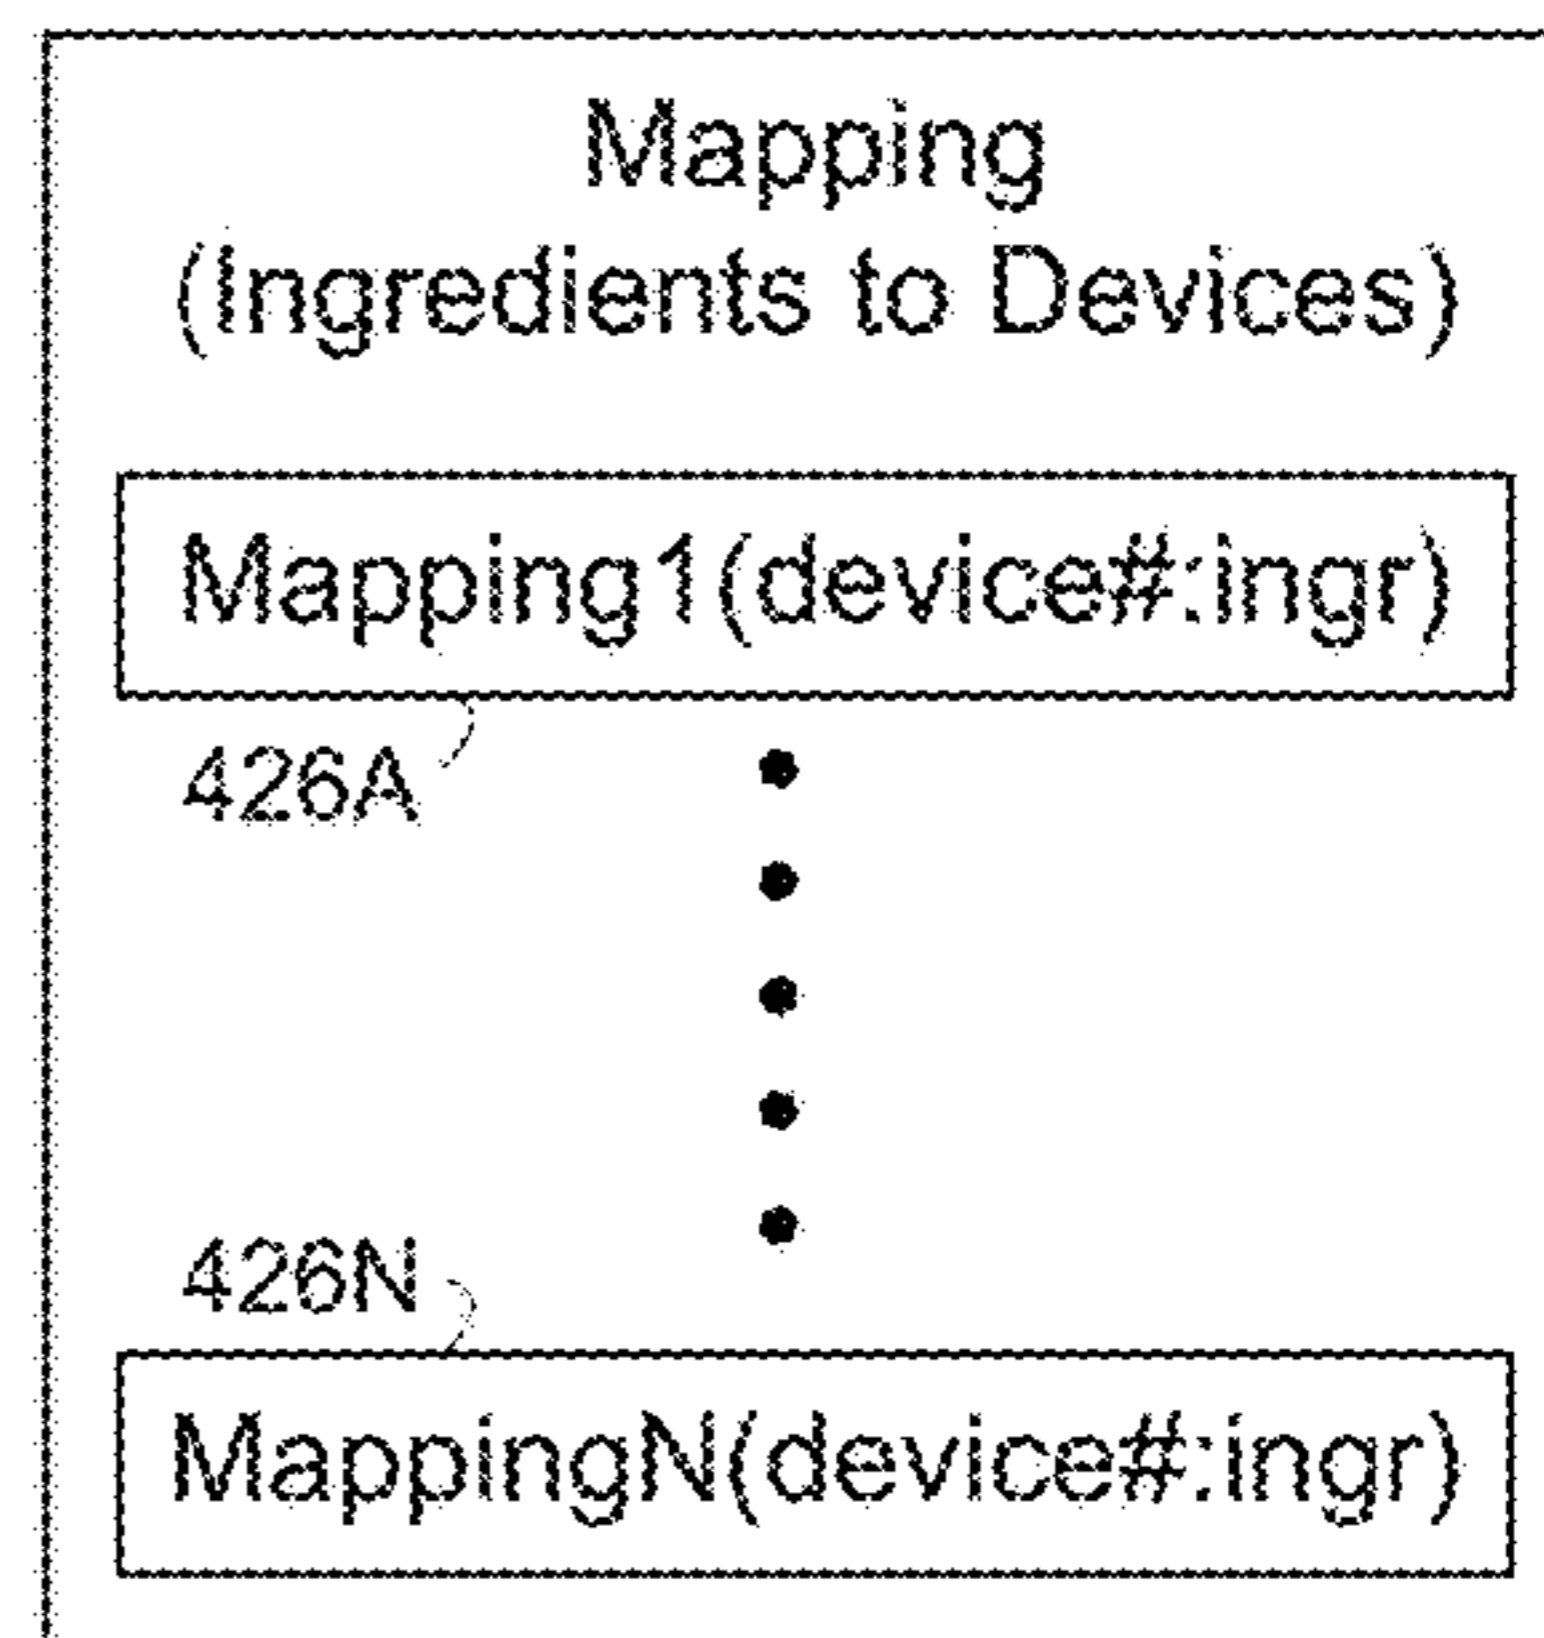 Mapping
(Ingredients to Devices)
Mapping1(device#:ingr)
426A
426N
MappingN(device#:ingr)